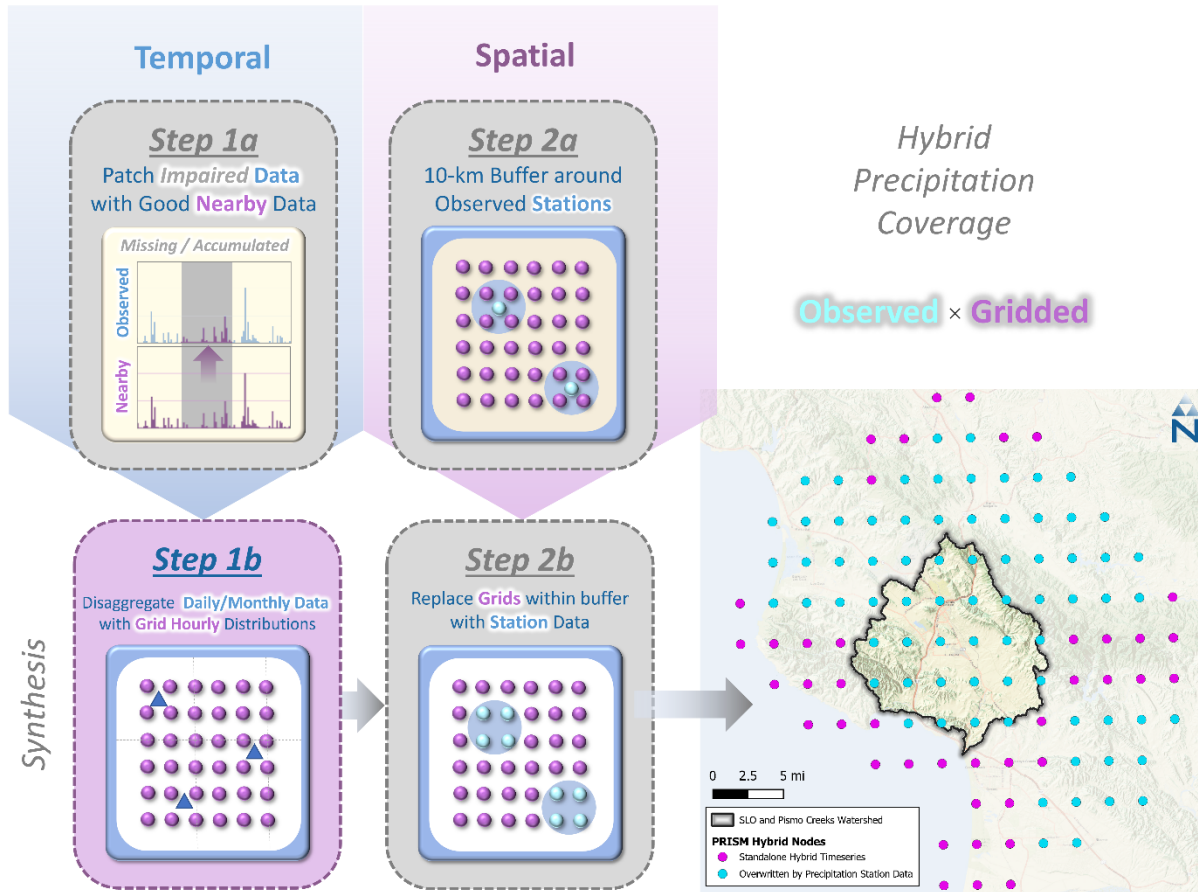 Temporal
Spatial
Step 1a
Patch Impaired Data
with Good Nearby Data
Missing / Accumulated
Observed
Nearby
Step 2a
10-km Buffer around
Observed Stations
Hybrid
Precipitation
Coverage
Observed × Gridded
Synthesis
Step 1b
Disaggregate Daily/Monthly Data
with Grid Hourly Distributions
Step 2b
Replace Grids within buffer
with Station Data
N
0 2.5 5 mi
SLO and Pismo Creeks Watershed
PRISM Hybrid Nodes
Standalone Hybrid Timeseries
Overwritten by Precipitation Station Data